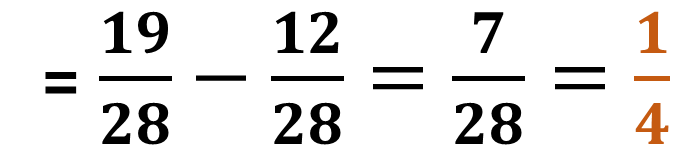 = 19/28 − 12/28 = 7/28 = 1/4